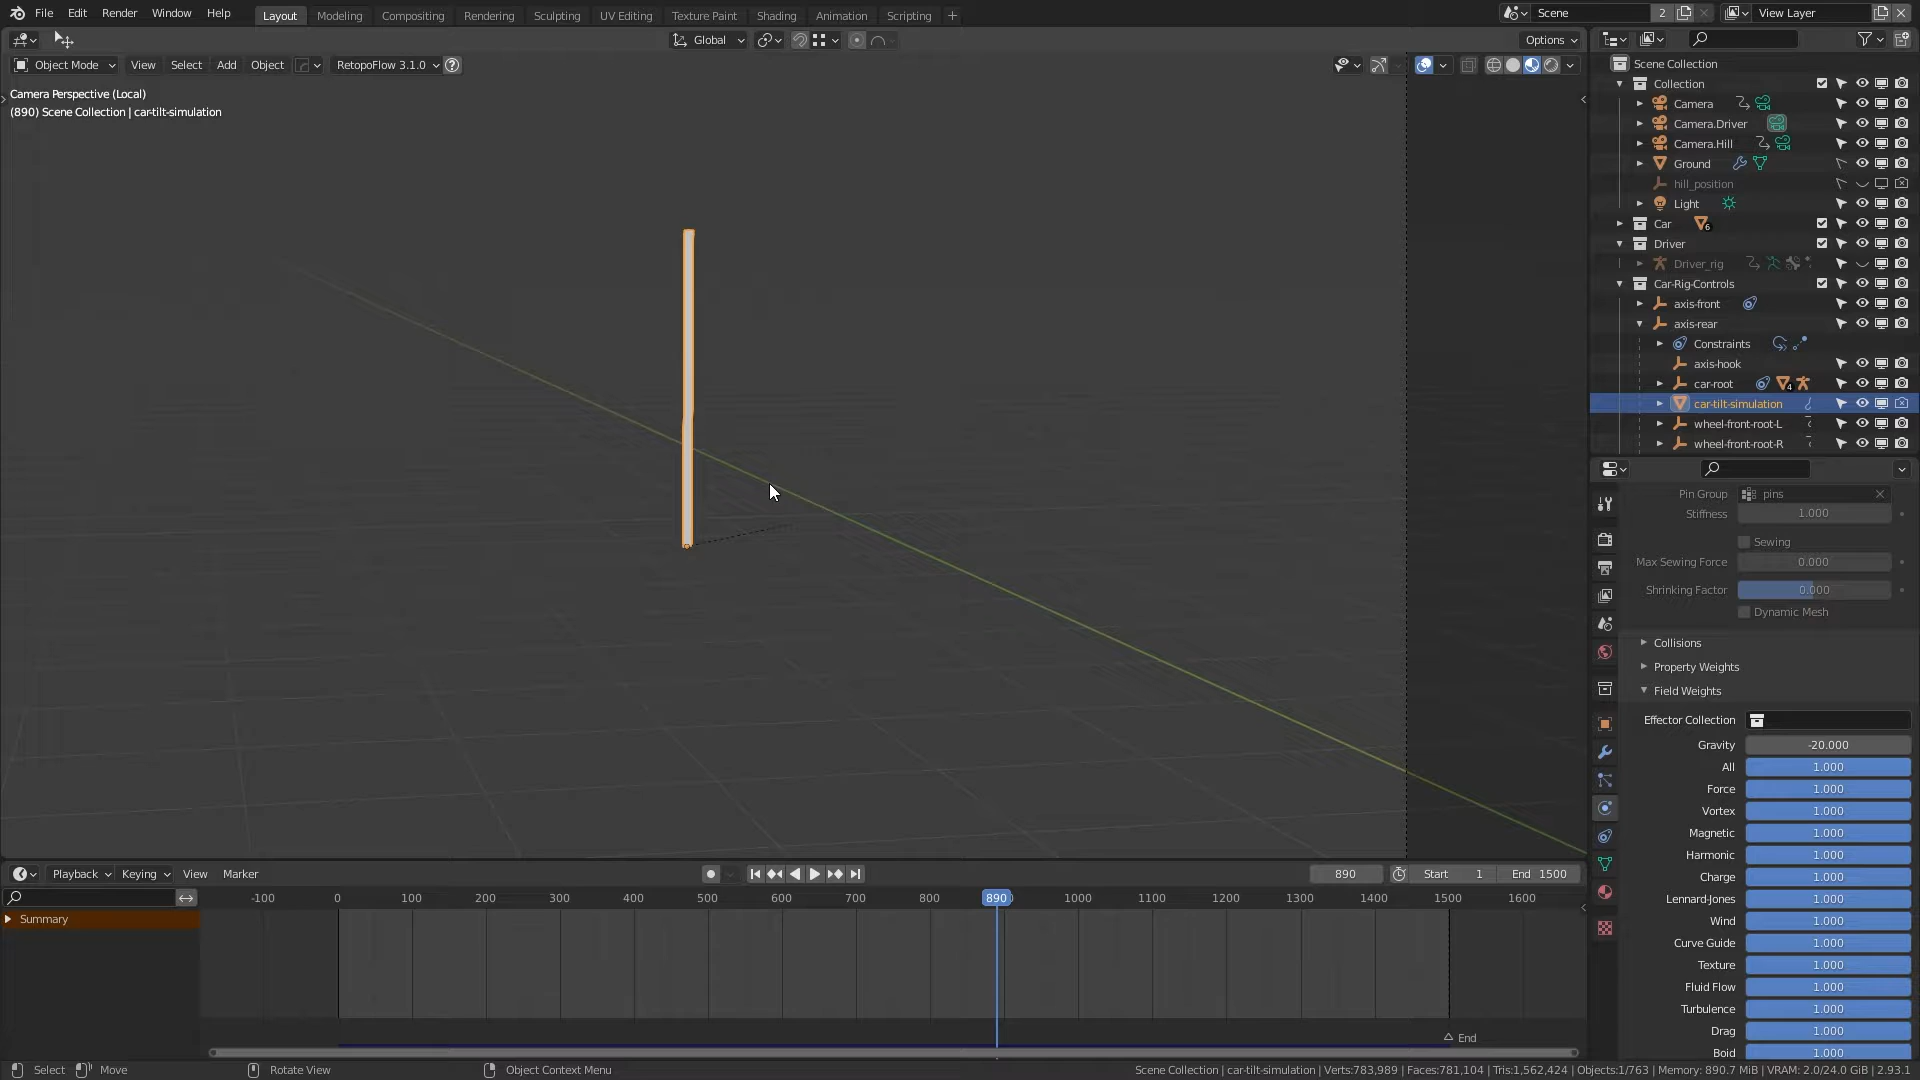 File Edit Render Window Help Layout Modeling Compositing Rendering Sculpting UV Editing Texture Paint Shading Animation Scripting + Scene 2 View Layer
Global Options
Object Mode View Select Add Object RetopoFlow 3.1.0 ?
Camera Perspective (Local)
(890) Scene Collection | car-tilt-simulation
Scene Collection
Collection
Camera
Camera.Driver
Camera.Hill
Ground
hill_position
Light
Car 6
Driver
Driver_rig
Car-Rig-Controls
axis-front
axis-rear
Constraints
axis-hook
car-root 4
car-tilt-simulation
wheel-front-root-L
wheel-front-root-R
Pin Group pins
Stiffness 1.000
Sewing
Max Sewing Force 0.000
Shrinking Factor 0.000
Dynamic Mesh
Collisions
Property Weights
Field Weights
Effector Collection
Gravity -20.000
All 1.000
Force 1.000
Vortex 1.000
Magnetic 1.000
Harmonic 1.000
Charge 1.000
Lennard-Jones 1.000
Wind 1.000
Curve Guide 1.000
Texture 1.000
Fluid Flow 1.000
Turbulence 1.000
Drag 1.000
Boid 1.000
Playback Keying View Marker 890 Start 1 End 1500
-100 0 100 200 300 400 500 600 700 800 890 1000 1100 1200 1300 1400 1500 1600
Summary
End
Select Move Rotate View Object Context Menu Scene Collection | car-tilt-simulation | Verts:783,989 | Faces:781,104 | Tris:1,562,424 | Objects:1/763 | Memory: 890.7 MiB | VRAM: 2.0/24.0 GiB | 2.93.1